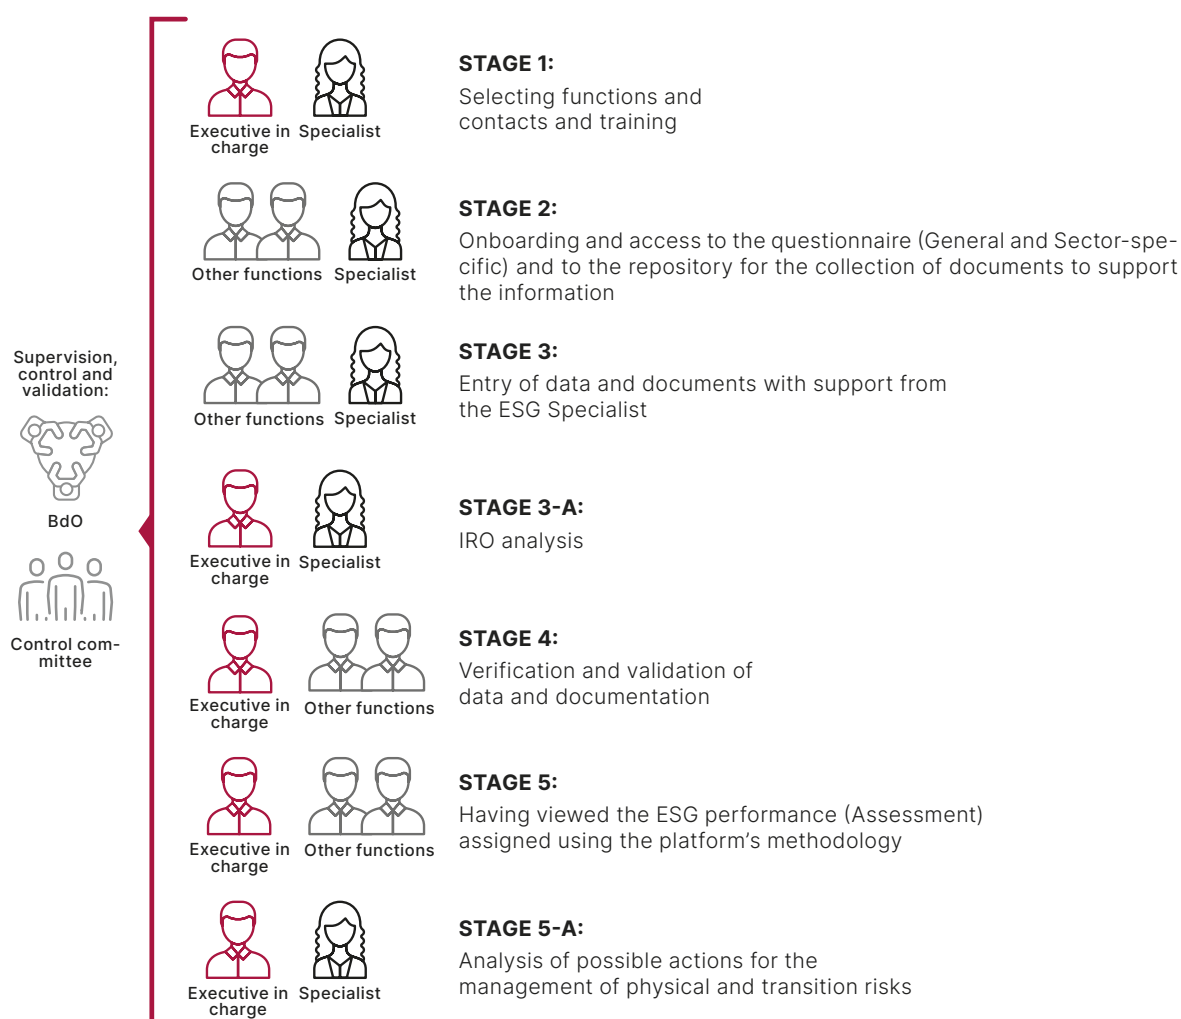 Supervision,
control and
validation:
BdO
Control com-
mittee
Executive in
charge
Specialist
STAGE 1:
Selecting functions and
contacts and training
Other functions
Specialist
STAGE 2:
Onboarding and access to the questionnaire (General and Sector-spe-
cific) and to the repository for the collection of documents to support
the information
Other functions
Specialist
STAGE 3:
Entry of data and documents with support from
the ESG Specialist
Executive in
charge
Specialist
STAGE 3-A:
IRO analysis
Executive in
charge
Other functions
STAGE 4:
Verification and validation of
data and documentation
Executive in
charge
Other functions
STAGE 5:
Having viewed the ESG performance (Assessment)
assigned using the platform’s methodology
Executive in
charge
Specialist
STAGE 5-A:
Analysis of possible actions for the
management of physical and transition risks